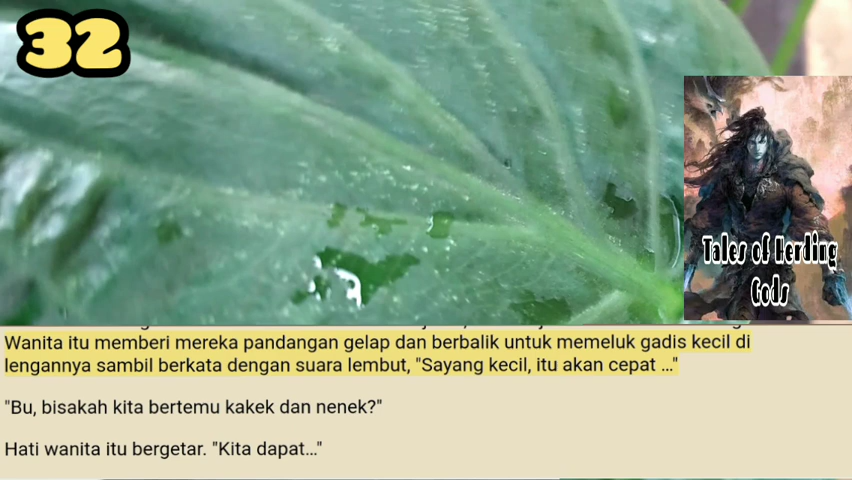 32
Tales of Herding
Gods
Wanita itu memberi mereka pandangan gelap dan berbalik untuk memeluk gadis kecil di
lengannya sambil berkata dengan suara lembut, "Sayang kecil, itu akan cepat ..."
"Bu, bisakah kita bertemu kakek dan nenek?"
Hati wanita itu bergetar. "Kita dapat..."